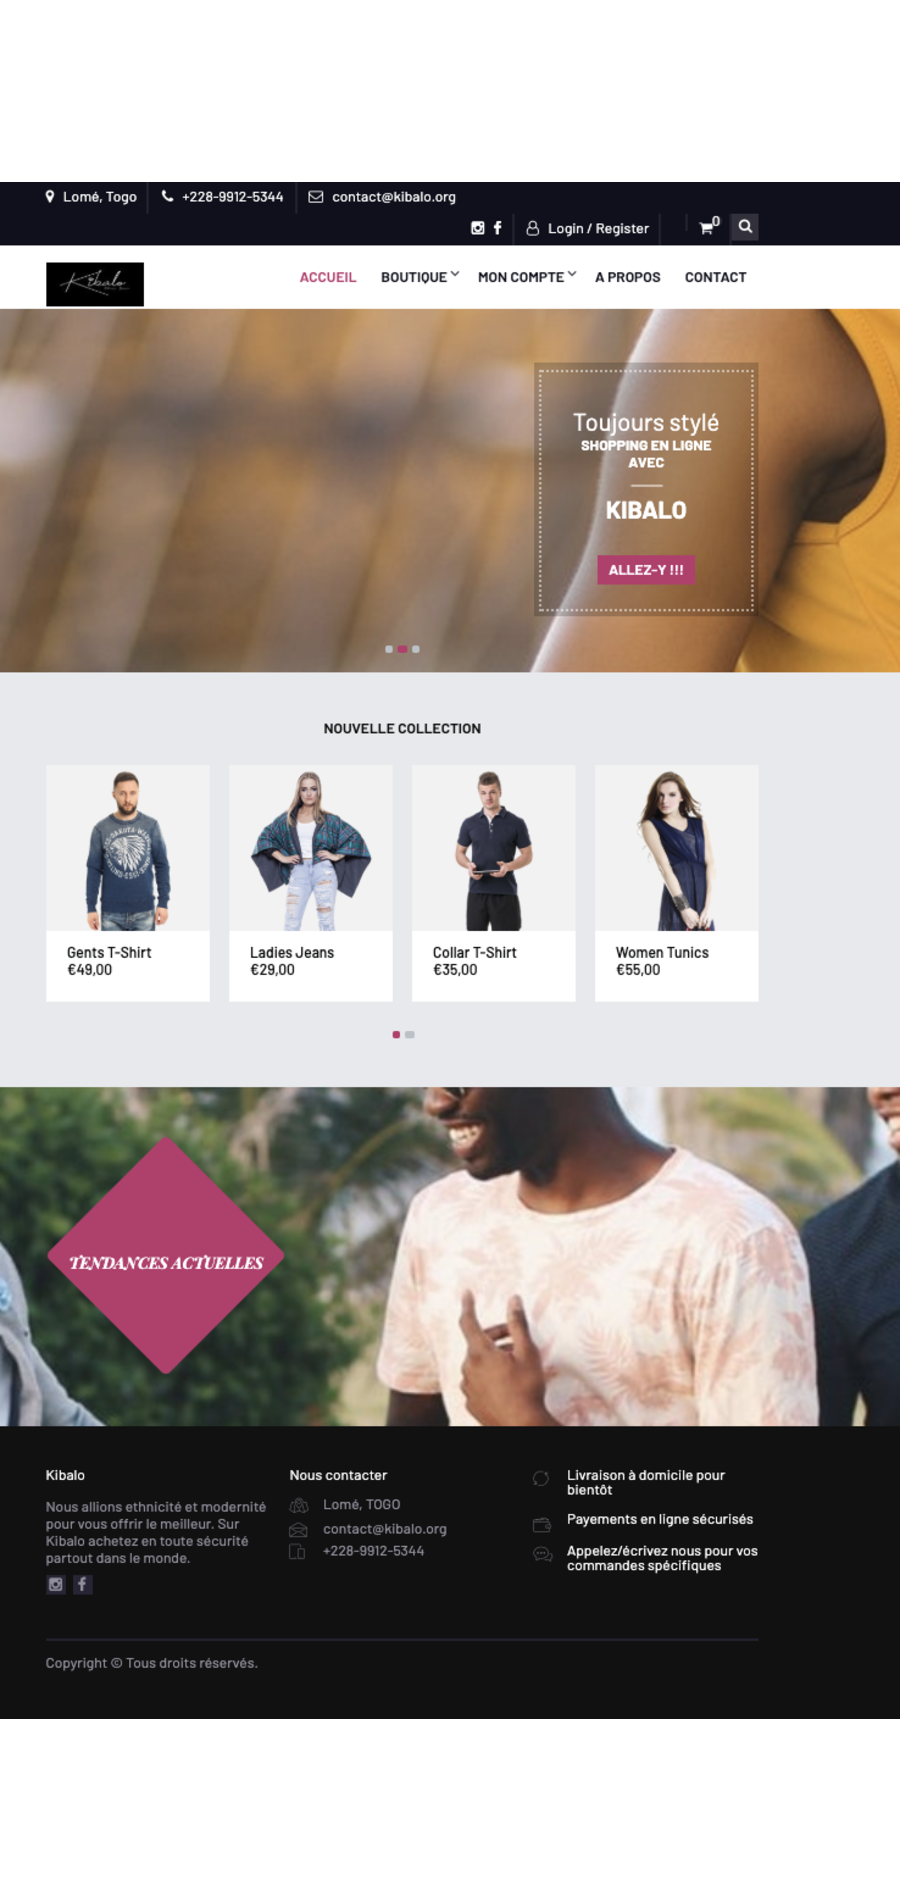 Lomé, Togo +228-9912-5344 contact@kibalo.org
Login / Register 0
Kibalo
ACCUEIL BOUTIQUE MON COMPTE A PROPOS CONTACT
Toujours stylé
SHOPPING EN LIGNE
AVEC
KIBALO
ALLEZ-Y !!!
NOUVELLE COLLECTION
Gents T-Shirt
€49,00
Ladies Jeans
€29,00
Collar T-Shirt
€35,00
Women Tunics
€55,00
TENDANCES ACTUELLES
Kibalo
Nous allions ethnicité et modernité
pour vous offrir le meilleur. Sur
Kibalo achetez en toute sécurité
partout dans le monde.
Nous contacter
Lomé, TOGO
contact@kibalo.org
+228-9912-5344
Livraison à domicile pour
bientôt
Payements en ligne sécurisés
Appelez/écrivez nous pour vos
commandes spécifiques
Copyright © Tous droits réservés.